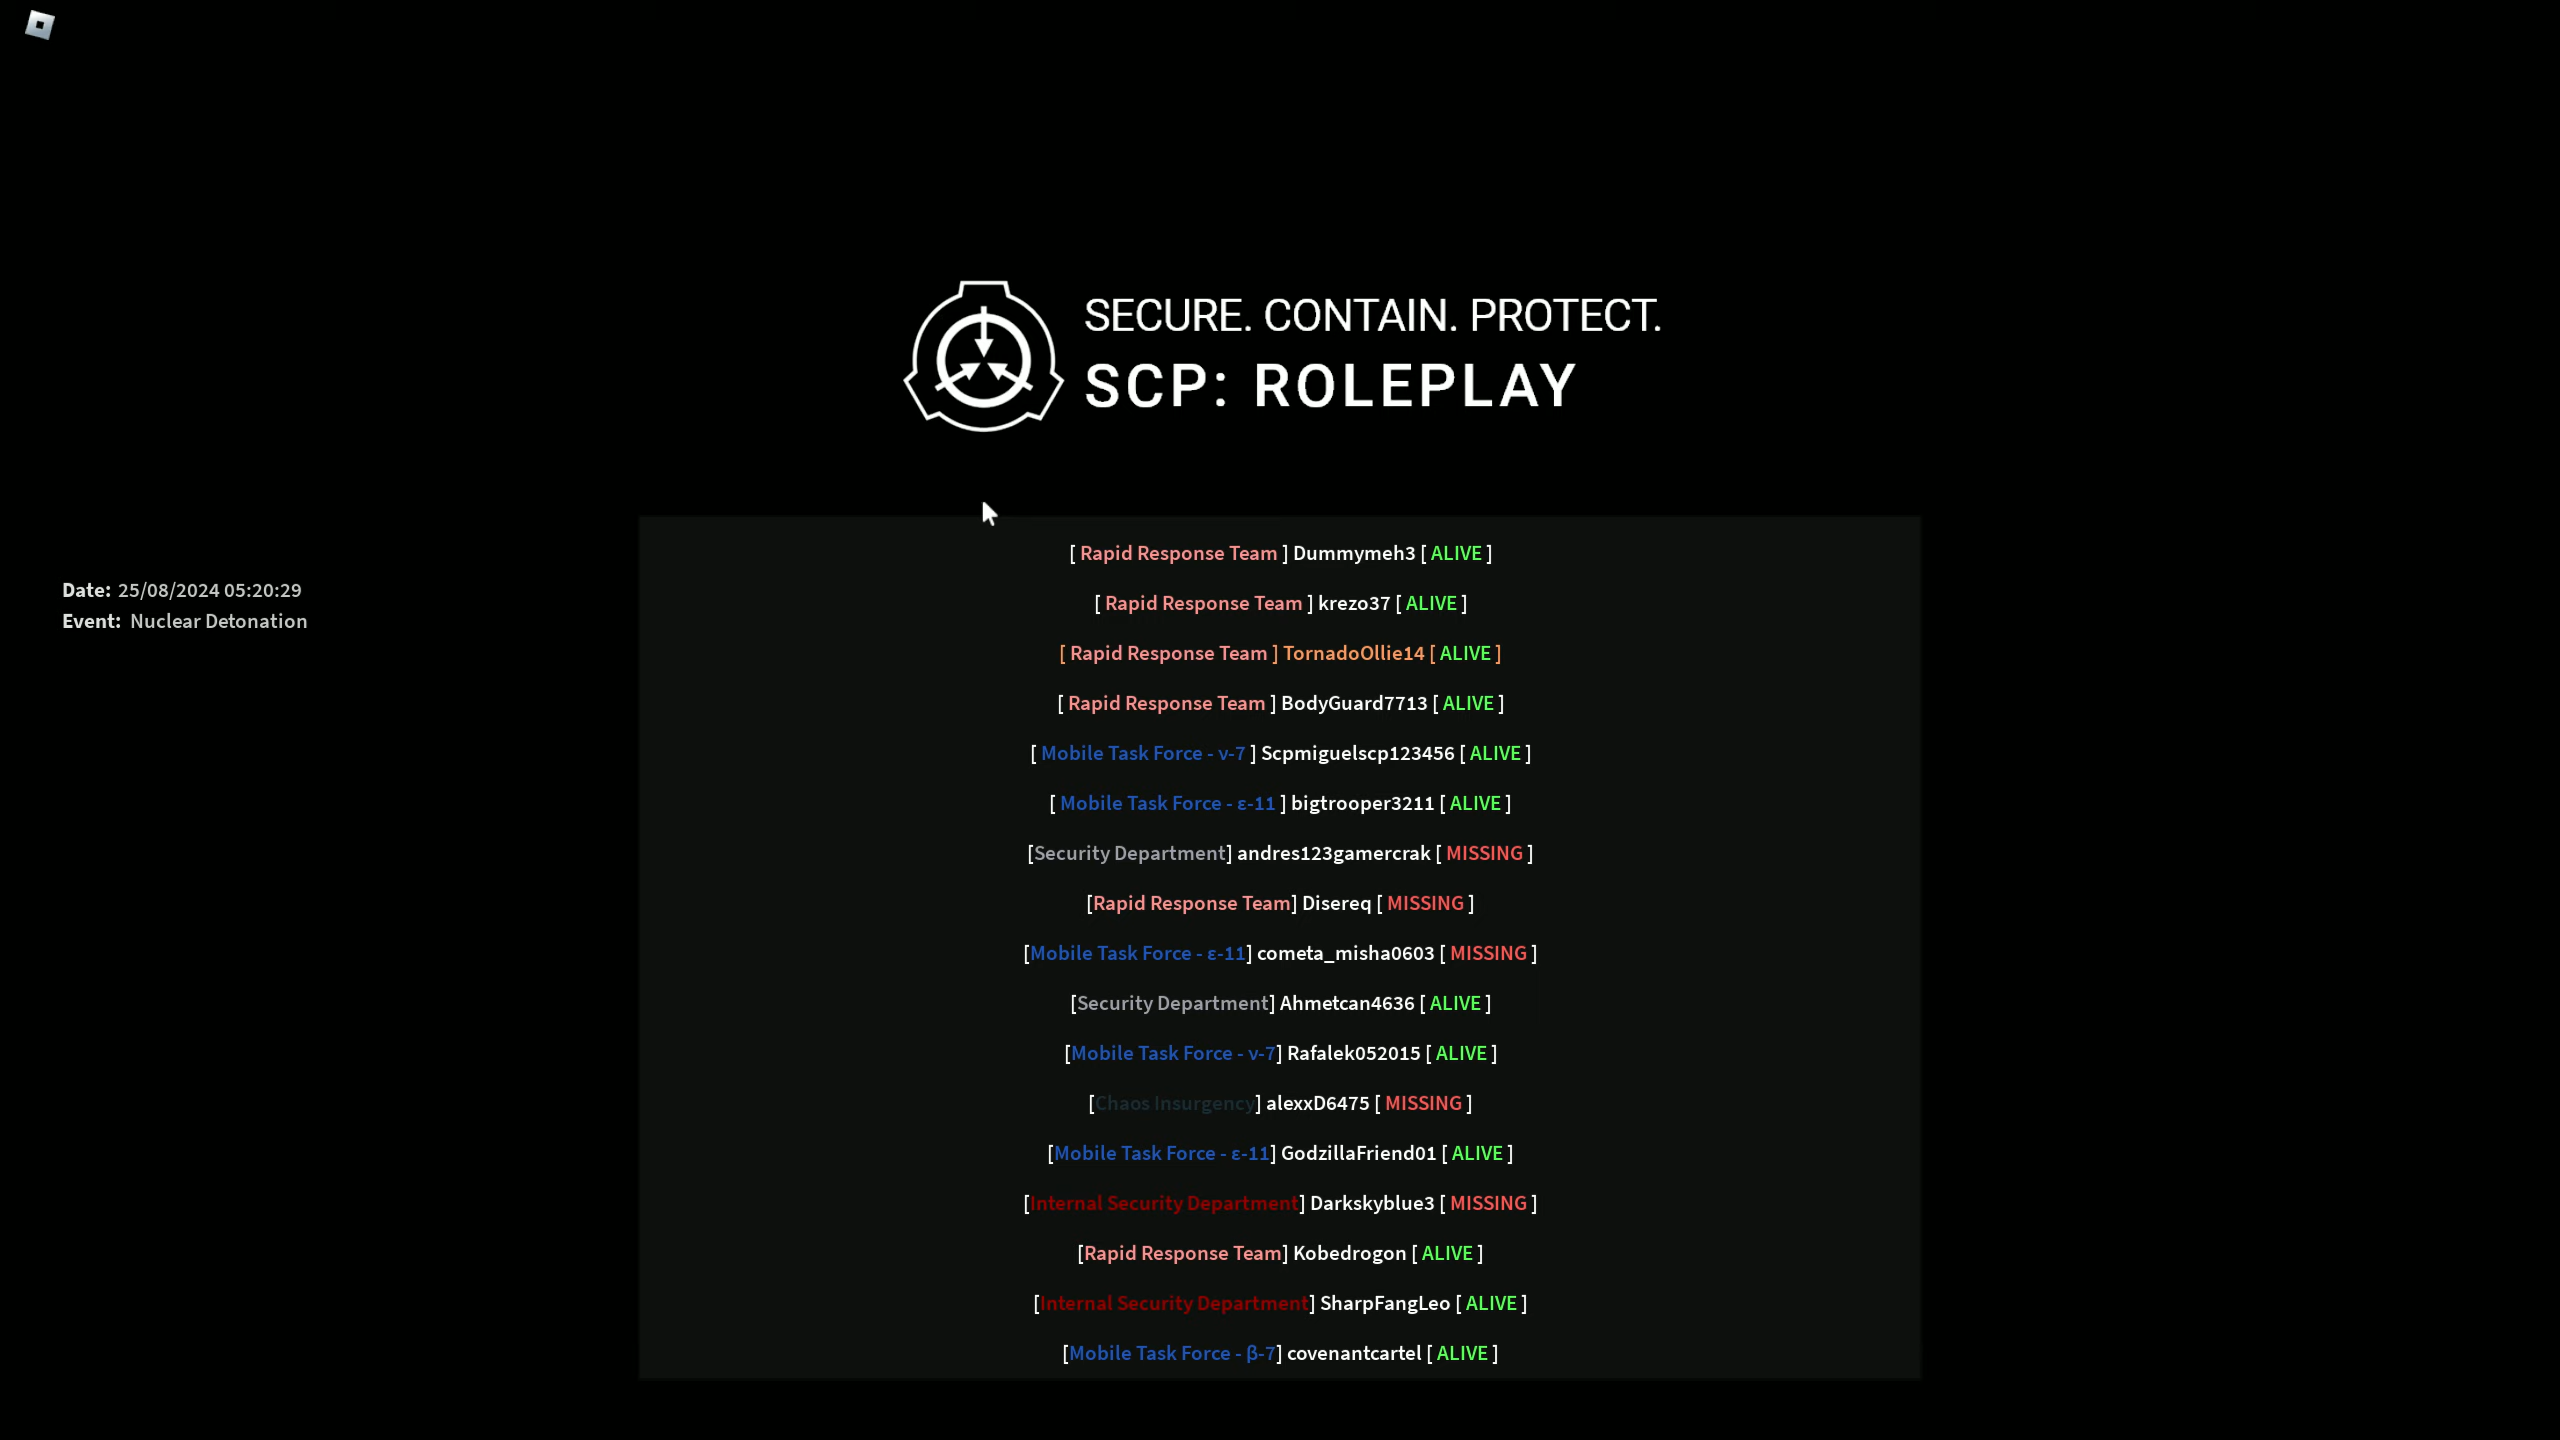 SECURE. CONTAIN. PROTECT.
SCP: ROLEPLAY
Date: 25/08/2024 05:20:29
Event: Nuclear Detonation
[ Rapid Response Team ] Dummymeh3 [ ALIVE ]
[ Rapid Response Team ] krezo37 [ ALIVE ]
[ Rapid Response Team ] TornadoOllie14 [ ALIVE ]
[ Rapid Response Team ] BodyGuard7713 [ ALIVE ]
[ Mobile Task Force - ν-7 ] Scpmiguelscp123456 [ ALIVE ]
[ Mobile Task Force - ε-11 ] bigtrooper3211 [ ALIVE ]
[Security Department] andres123gamercrak [ MISSING ]
[Rapid Response Team] Disereq [ MISSING ]
[Mobile Task Force - ε-11] cometa_misha0603 [ MISSING ]
[Security Department] Ahmetcan4636 [ ALIVE ]
[Mobile Task Force - ν-7] Rafalek052015 [ ALIVE ]
[Chaos Insurgency] alexxD6475 [ MISSING ]
[Mobile Task Force - ε-11] GodzillaFriend01 [ ALIVE ]
[Internal Security Department] Darkskyblue3 [ MISSING ]
[Rapid Response Team] Kobedrogon [ ALIVE ]
[Internal Security Department] SharpFangLeo [ ALIVE ]
[Mobile Task Force - β-7] covenantcartel [ ALIVE ]